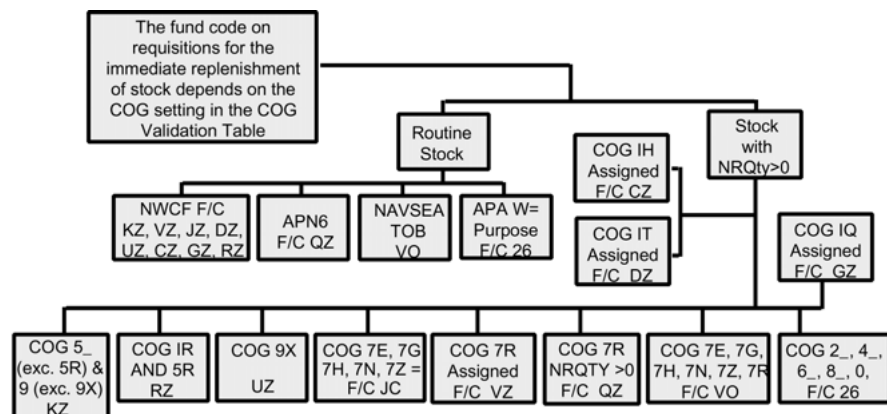 The fund code on
requisitions for the
immediate replenishment
of stock depends on the
COG setting in the COG
Validation Table
Routine
Stock
Stock
with
NRQty>0
COG IH
Assigned
F/C CZ
COG IT
Assigned
F/C DZ
COG IQ
Assigned
F/C GZ
NWCF F/C
KZ, VZ, JZ, DZ,
UZ, CZ, GZ, RZ
APN6
F/C QZ
NAVSEA
TOB
VO
APA W=
Purpose
F/C 26
COG 5_
(exc. 5R) &
9 (exc. 9X)
KZ
COG IR
AND 5R
RZ
COG 9X
UZ
COG 7E, 7G
7H, 7N, 7Z =
F/C JC
COG 7R
Assigned
F/C VZ
COG 7R
NRQTY >0
F/C QZ
COG 7E, 7G,
7H, 7N, 7Z, 7R
F/C VO
COG 2_, 4_,
6_, 8_, 0,
F/C 26